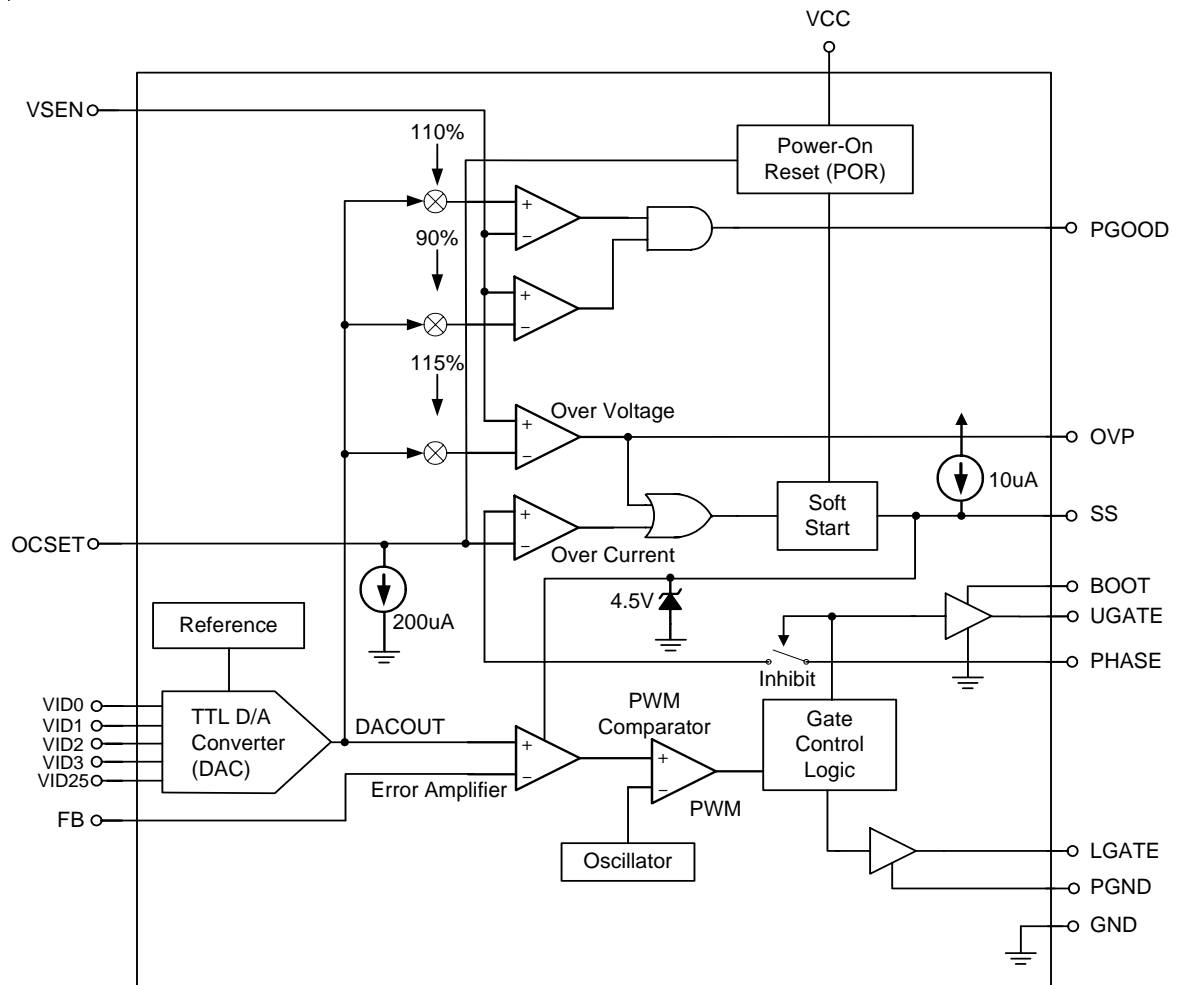 VCC
VSEN
110%
Power-On
Reset (POR)
+
−
PGOOD
90%
+
−
115%
Over Voltage
+
−
OVP
10uA
Soft
Start
SS
+
−
OCSET
Over Current
BOOT
4.5V
200uA
UGATE
Reference
PHASE
Inhibit
VID0
VID1
VID2
VID3
VID25
TTL D/A
Converter
(DAC)
DACOUT
PWM
Comparator
Gate
Control
Logic
+
−
+
−
Error Amplifier
PWM
FB
Oscillator
LGATE
PGND
GND